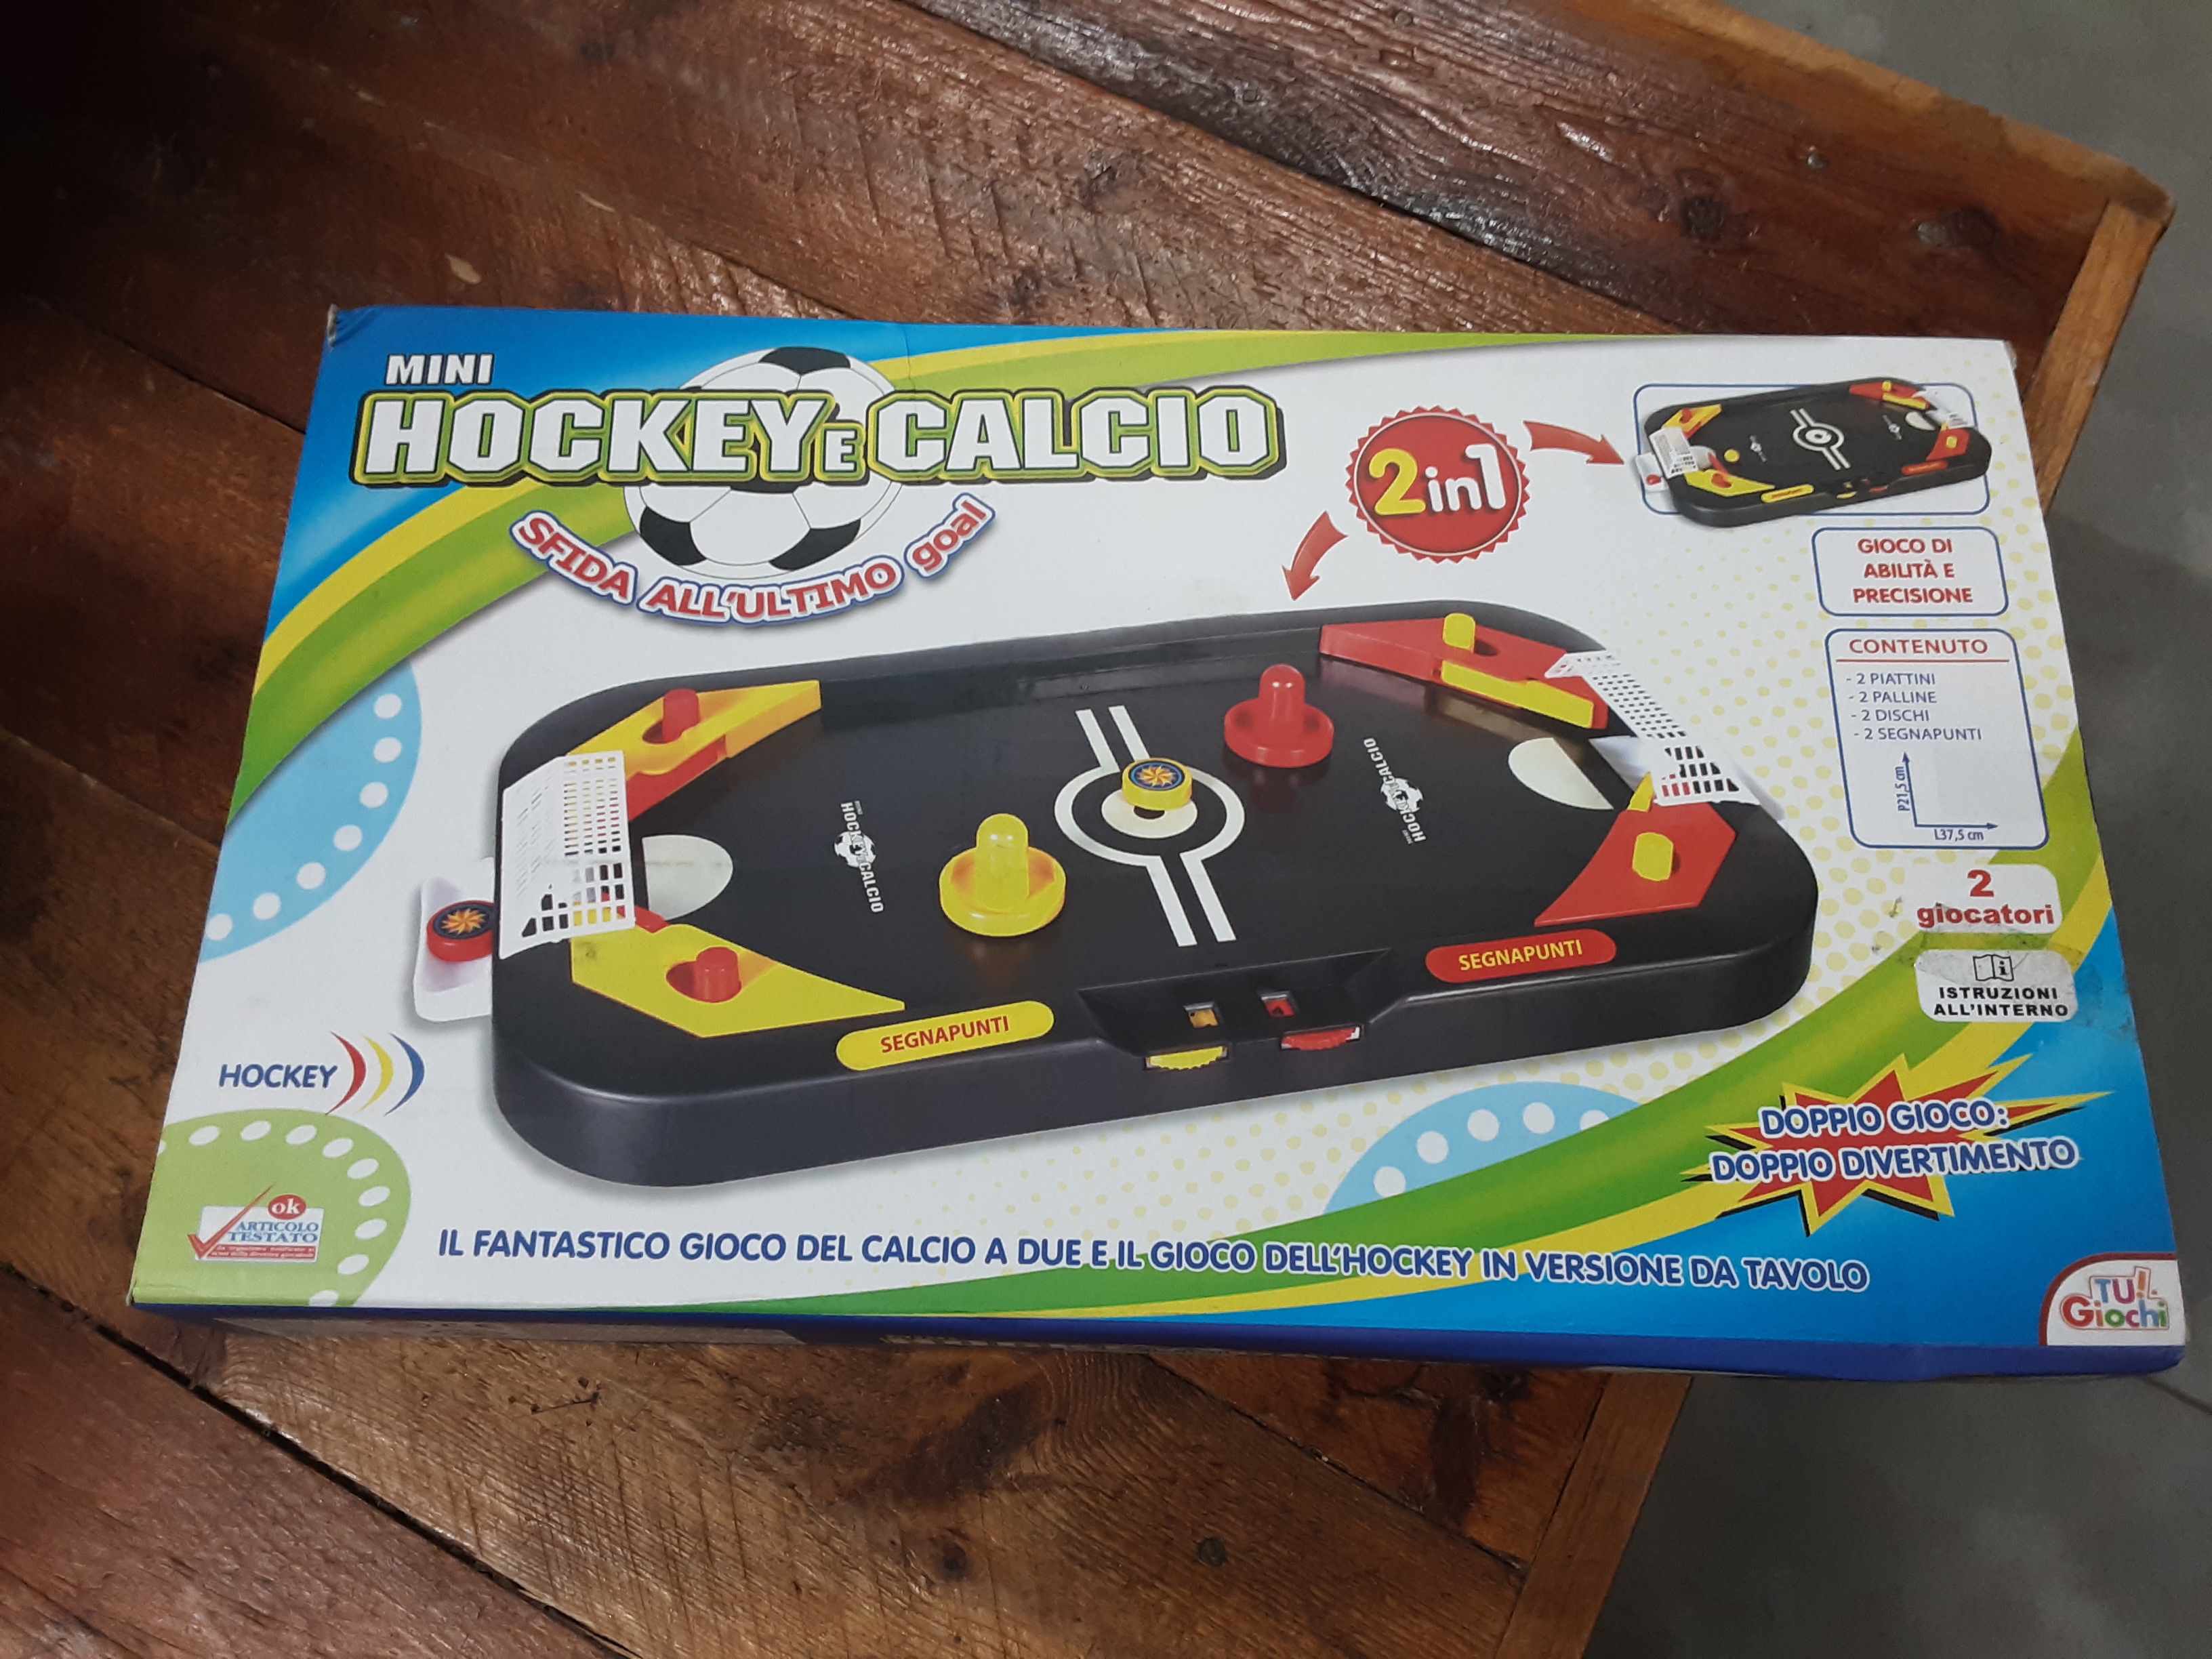 MINI
HOCKEY E CALCIO
SFIDA ALL'ULTIMO goal
2in1
GIOCO DI
ABILITÀ E
PRECISIONE
CONTENUTO
- 2 PIATTINI
- 2 PALLINE
- 2 DISCHI
- 2 SEGNAPUNTI
P21,5 cm
L37,5 cm
2
giocatori
ISTRUZIONI
ALL'INTERNO
HOCKEY E CALCIO
HOCKEY E CALCIO
SEGNAPUNTI
SEGNAPUNTI
HOCKEY
DOPPIO GIOCO:
DOPPIO DIVERTIMENTO
ok
ARTICOLO
TESTATO
IL FANTASTICO GIOCO DEL CALCIO A DUE E IL GIOCO DELL'HOCKEY IN VERSIONE DA TAVOLO
TU!.
Giochi